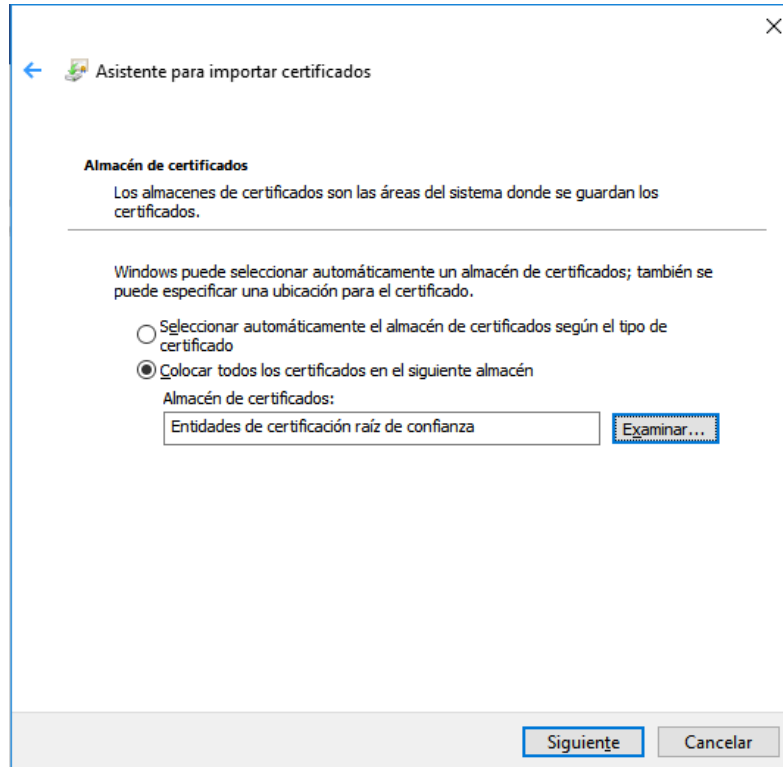 Asistente para importar certificados
Almacén de certificados
Los almacenes de certificados son las áreas del sistema donde se guardan los
certificados.
Windows puede seleccionar automáticamente un almacén de certificados; también se
puede especificar una ubicación para el certificado.
Seleccionar automáticamente el almacén de certificados según el tipo de
certificado
Colocar todos los certificados en el siguiente almacén
Almacén de certificados:
Entidades de certificación raíz de confianza
Examinar...
Siguiente
Cancelar